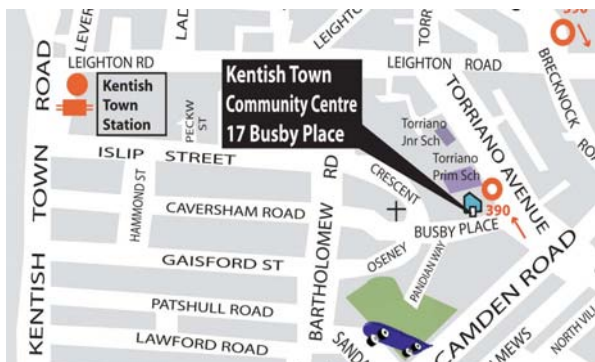 390
LEVER
LAD
LEIGHTON
TORR
BRECKNOCK
LEIGHTON RD
LEIGHTON ROAD
ROAD
Kentish
Town
Station
Kentish Town
Community Centre
17 Busby Place
PECKW
ST
Torriano
Jnr Sch
TORRIANO AVENUE
Torriano
Prim Sch
ISLIP STREET
RD
CRESCENT
HAMMOND ST
TOWN
CAVERSHAM ROAD
390
BUSBY PLACE
BARTHOLOMEW
GAISFORD ST
OSENEY
PANDIAN WAY
CAMDEN ROAD
KENTISH
PATSHULL ROAD
LAWFORD ROAD
SANDA
MEWS
NORTH VIL